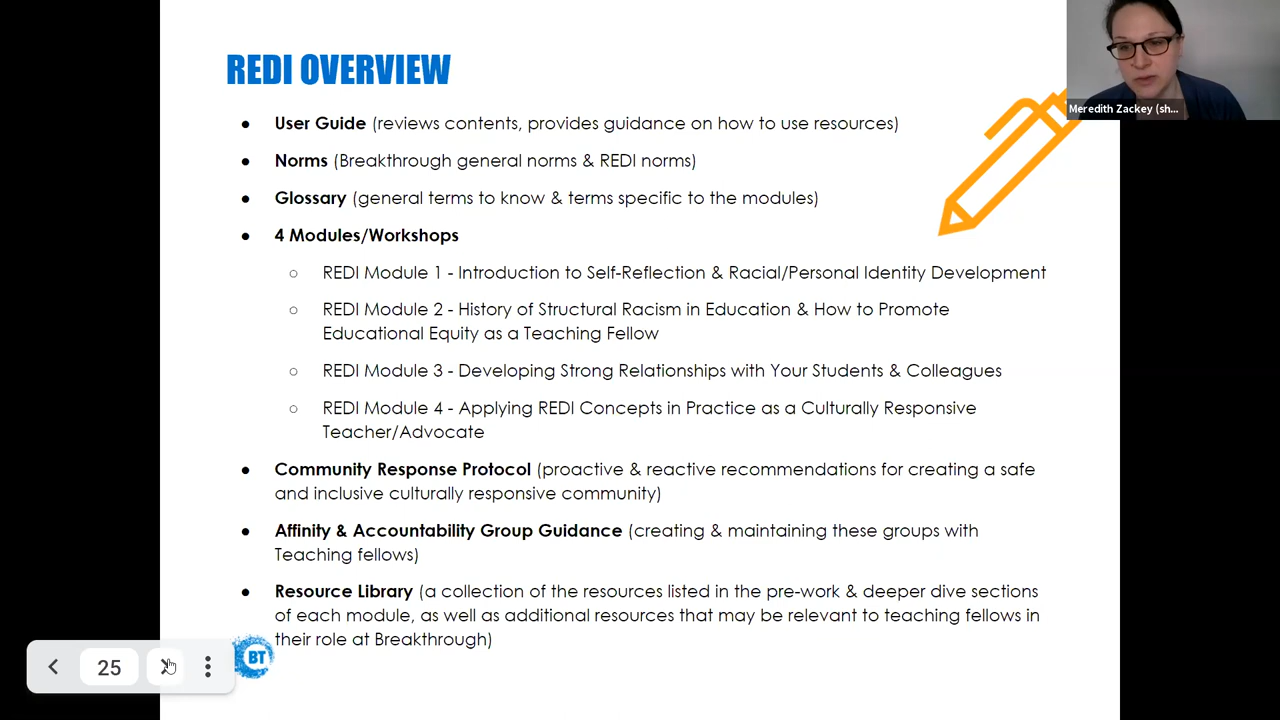 REDI OVERVIEW
Meredith Zackey (sh...
● User Guide (reviews contents, provides guidance on how to use resources)
● Norms (Breakthrough general norms & REDI norms)
● Glossary (general terms to know & terms specific to the modules)
● 4 Modules/Workshops
○ REDI Module 1 - Introduction to Self-Reflection & Racial/Personal Identity Development
○ REDI Module 2 - History of Structural Racism in Education & How to Promote
Educational Equity as a Teaching Fellow
○ REDI Module 3 - Developing Strong Relationships with Your Students & Colleagues
○ REDI Module 4 - Applying REDI Concepts in Practice as a Culturally Responsive
Teacher/Advocate
● Community Response Protocol (proactive & reactive recommendations for creating a safe
and inclusive culturally responsive community)
● Affinity & Accountability Group Guidance (creating & maintaining these groups with
Teaching fellows)
● Resource Library (a collection of the resources listed in the pre-work & deeper dive sections
of each module, as well as additional resources that may be relevant to teaching fellows in
their role at Breakthrough)
BT
25